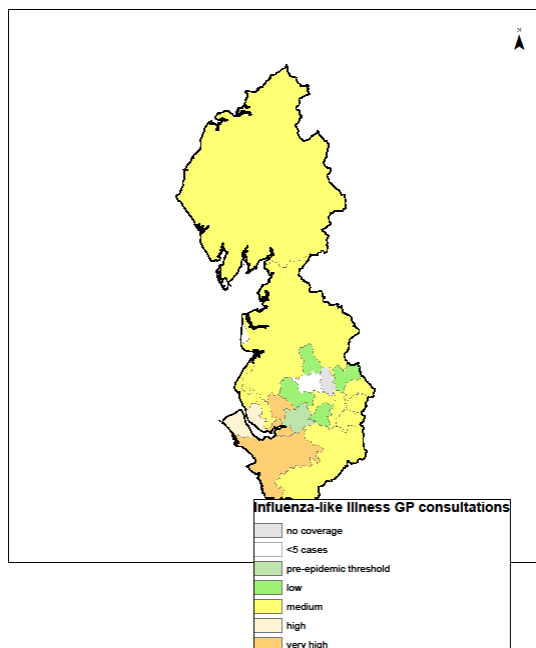 N
Influenza-like Illness GP consultations
no coverage
<5 cases
pre-epidemic threshold
low
medium
high
very high